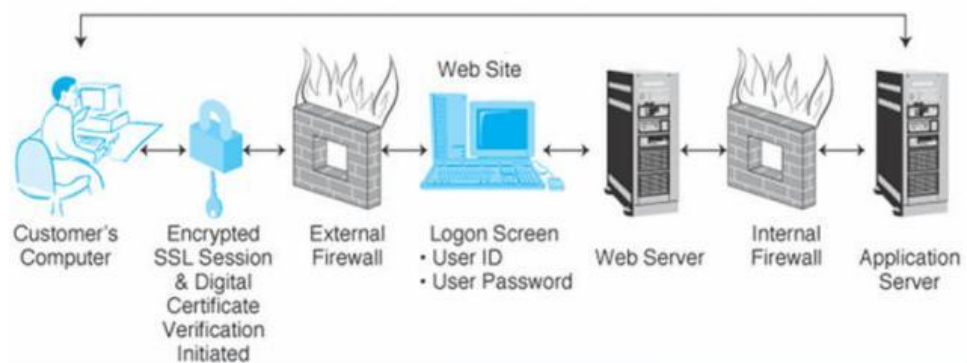 Web Site
Customer's
Computer
Encrypted
SSL Session
& Digital
Certificate
Verification
Initiated
External
Firewall
Logon Screen
• User ID
• User Password
Web Server
Internal
Firewall
Application
Server